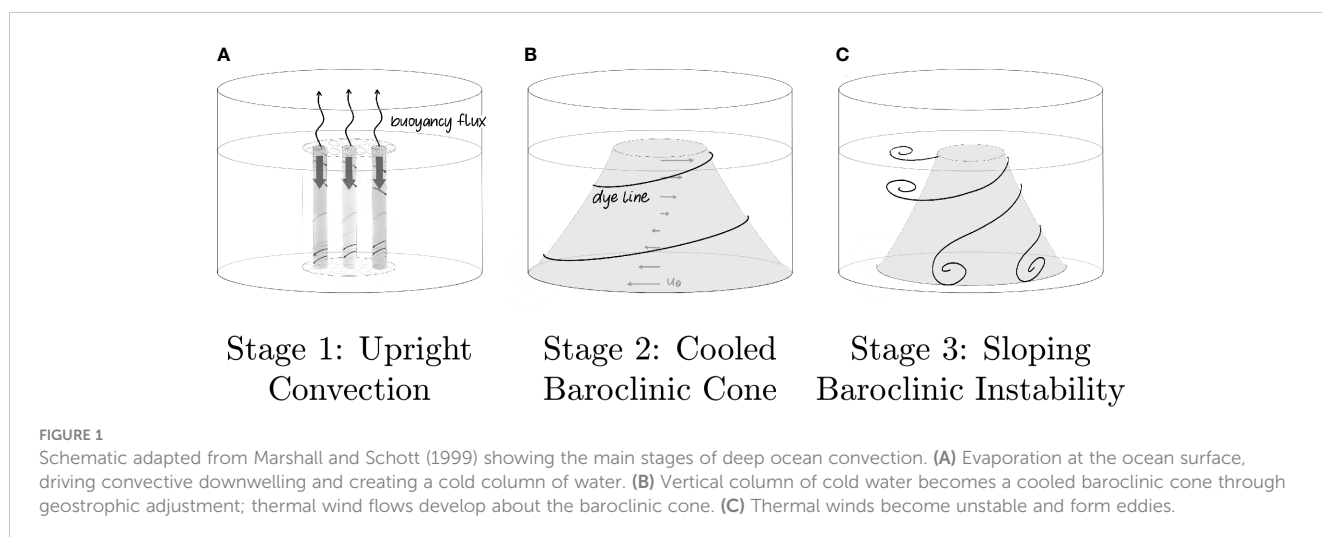 A
B
C
buoyancy flux
dye line
uθ
Stage 1: Upright
Convection
Stage 2: Cooled
Baroclinic Cone
Stage 3: Sloping
Baroclinic Instability
FIGURE 1
Schematic adapted from Marshall and Schott (1999) showing the main stages of deep ocean convection. (A) Evaporation at the ocean surface,
driving convective downwelling and creating a cold column of water. (B) Vertical column of cold water becomes a cooled baroclinic cone through
geostrophic adjustment; thermal wind flows develop about the baroclinic cone. (C) Thermal winds become unstable and form eddies.